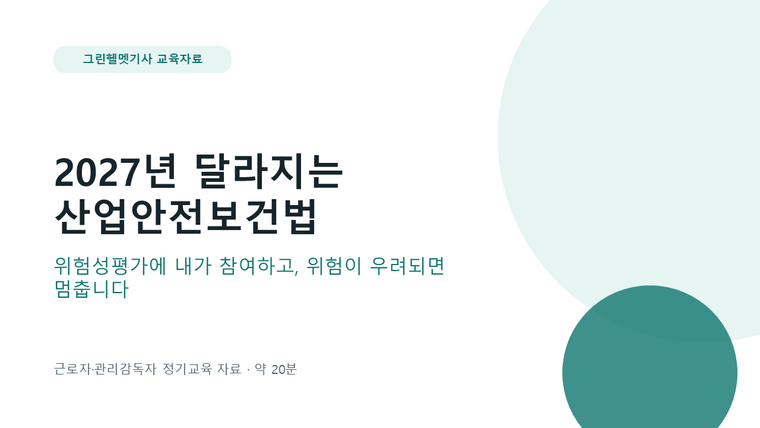 그린헬멧기사 교육자료
2027년 달라지는
산업안전보건법
위험성평가에 내가 참여하고, 위험이 우려되면
멈춥니다
근로자·관리감독자 정기교육 자료 · 약 20분